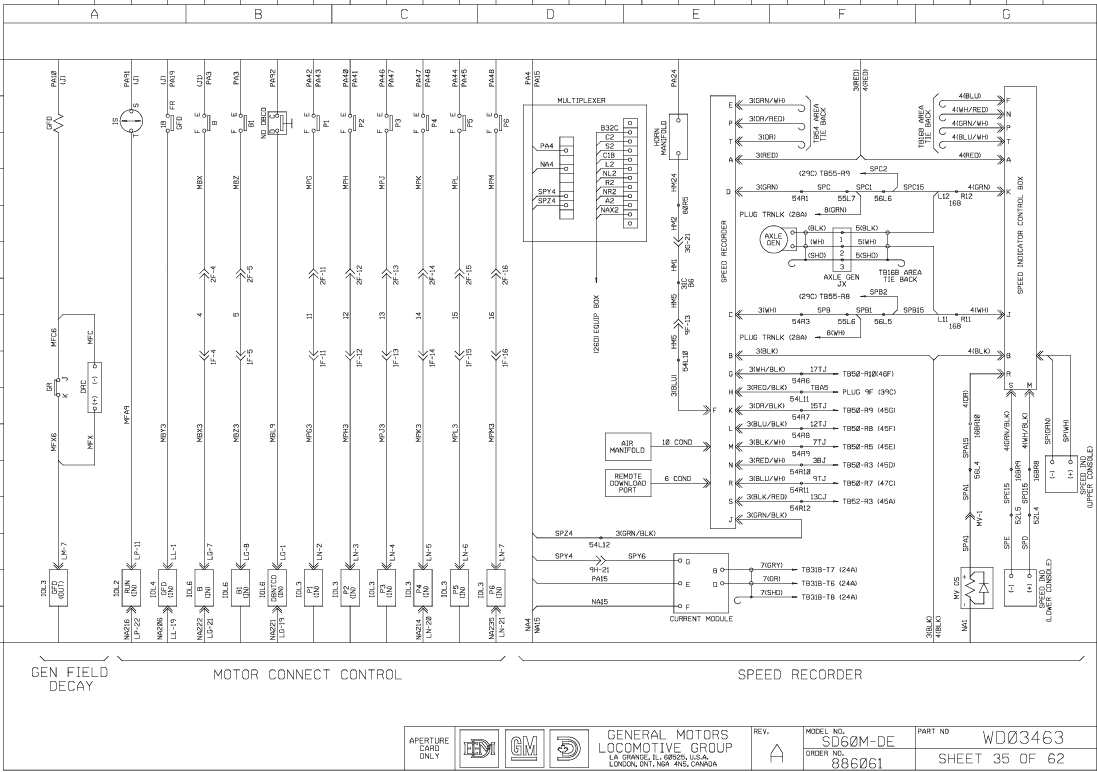 A B C D E F G
PA10 (J) PA91 (J) PA19 (J1) PA3 PA3 PA92 PA42 PA43 PA40 PA41 PA46 PA47 PA47 PA48 PA44 PA45 PA48 PA4 PA15 PA24 3(RED) 4(RED)
GFD IS S T 1B FR GFD
E F B
E F B1
NO DBCO
E F P1
E F P2
E F P3
E F P4
E F P5
E F P6
MBX MBZ MPG MPH MPJ MPK MPL MPM
2F-4 2F-5 2F-11 2F-12 2F-13 2F-14 2F-15 2F-16
4 5 11 12 13 14 15 16
1F-4 1F-5 1F-11 1F-12 1F-13 1F-14 1F-15 1F-16
MFC6 MFC
GR J K DRC (-) (+)
MFX6 MFX MFA9 MBY3 MBX3 MBZ3 MBL9 MPG3 MPH3 MPJ3 MPK3 MPL3 MPM3
LM-7 LP-11 LL-1 LG-7 LG-8 LG-1 LN-2 LN-3 LN-4 LN-5 LN-6 LN-7
IDL3 GFD (OUT)
IDL2 RUN (IN)
IDL4 GFD (IN)
IDL6 B (IN)
IDL6 B1 (IN)
IDL6 DBNTCO (IN)
IDL3 P1 (IN)
IDL3 P2 (IN)
IDL3 P3 (IN)
IDL3 P4 (IN)
IDL3 P5 (IN)
IDL3 P6 (IN)
NA216 LP-22
NA206 LL-19
NA222 LG-21
NA221 LG-19
NA214 LN-20
NA235 LN-21
NA4 NA15
MULTIPLEXER
PA4
NA4
SPY4
SPZ4
B32C
C2
S2
C1B
L2
NL2
R2
NR2
A2
NAX2
(26D) EQUIP BOX
HORN MANIFOLD
HM24 80R5 HM2 3G-21 HM1 31C B6 HM5 9F-13 HM5 54L10 3(BLU)
SPEED RECORDER
E 3(GRN/WH)
P 3(OR/RED)
T 3(OR)
TB54 AREA TIE BACK
A 3(RED) 4(RED) A
4(BLU) F
4(WH/RED) N
4(GRN/WH) P
4(BLU/WH) T
TB16B AREA TIE BACK
(29C) TB55-R9 SPC2
D 3(GRN) SPC SPC1 SPC15 4(GRN) K
54R1 55L7 56L6 L12 R12 16B
PLUG TRNLK (28A) 8(GRN)
AXLE GEN
(BLK) 1 5(BLK)
(WH) 2 5(WH)
(SHD) 3 5(SHD)
AXLE GEN JX
TB16B AREA TIE BACK
(29C) TB55-R8 SPB2
C 3(WH) SPB SPB1 SPB15 4(WH) J
54R3 55L6 56L5 L11 R11 16B
PLUG TRNLK (28A) 8(WH)
SPEED INDICATOR CONTROL BOX
B 3(BLK) 4(BLK) B
G 3(WH/BLK) 17TJ TB50-R10(46F)
54R6
H 3(RED/BLK) TBA5 PLUG 9F (39C)
54L11
F K 3(OR/BLK) 15TJ TB50-R9 (45G)
54R7
L 3(BLU/BLK) 12TJ TB50-R8 (45F)
54R8
M 3(BLK/WH) 7TJ TB50-R5 (45E)
54R9
N 3(RED/WH) 3BJ TB50-R3 (45D)
54R10
R 3(BLU/WH) 9TJ TB50-R7 (47C)
54R11
S 3(BLK/RED) 13CJ TB52-R3 (45A)
54R12
J 3(GRN/BLK)
AIR MANIFOLD 10 COND
REMOTE DOWNLOAD PORT 6 COND
SPZ4 3(GRN/BLK)
54L12
SPY4 SPY6
9H-21
PA15
NA15
G E F B D
CURRENT MODULE
7(GRY) TB31B-T7 (24A)
7(OR) TB31B-T6 (24A)
7(SHD) TB31B-T8 (24A)
R S M
4(OR) 16BR10 SPA15 56L4 SPA1 MV-1 SPA1
MV OS
4(GRN/BLK) 16BR9 SPE15 52L5 SPE
4(WH/BLK) 16BR8 SPD15 52L4 SPD
SP(GRN) SP(WH)
(-) (+) SPEED IND (UPPER CONSOLE)
(-) (+) SPEED IND (LOWER CONSOLE)
3(BLK) 4(BLK) NA1
GEN FIELD DECAY
MOTOR CONNECT CONTROL
SPEED RECORDER
APERTURE CARD ONLY
GM
GENERAL MOTORS
LOCOMOTIVE GROUP
LA GRANGE, IL. 60525, U.S.A.
LONDON, ONT. N6A 4N5, CANADA
REV.
A
MODEL NO.
SD60M-DE
ORDER NO.
886061
PART NO
WD03463
SHEET 35 OF 62